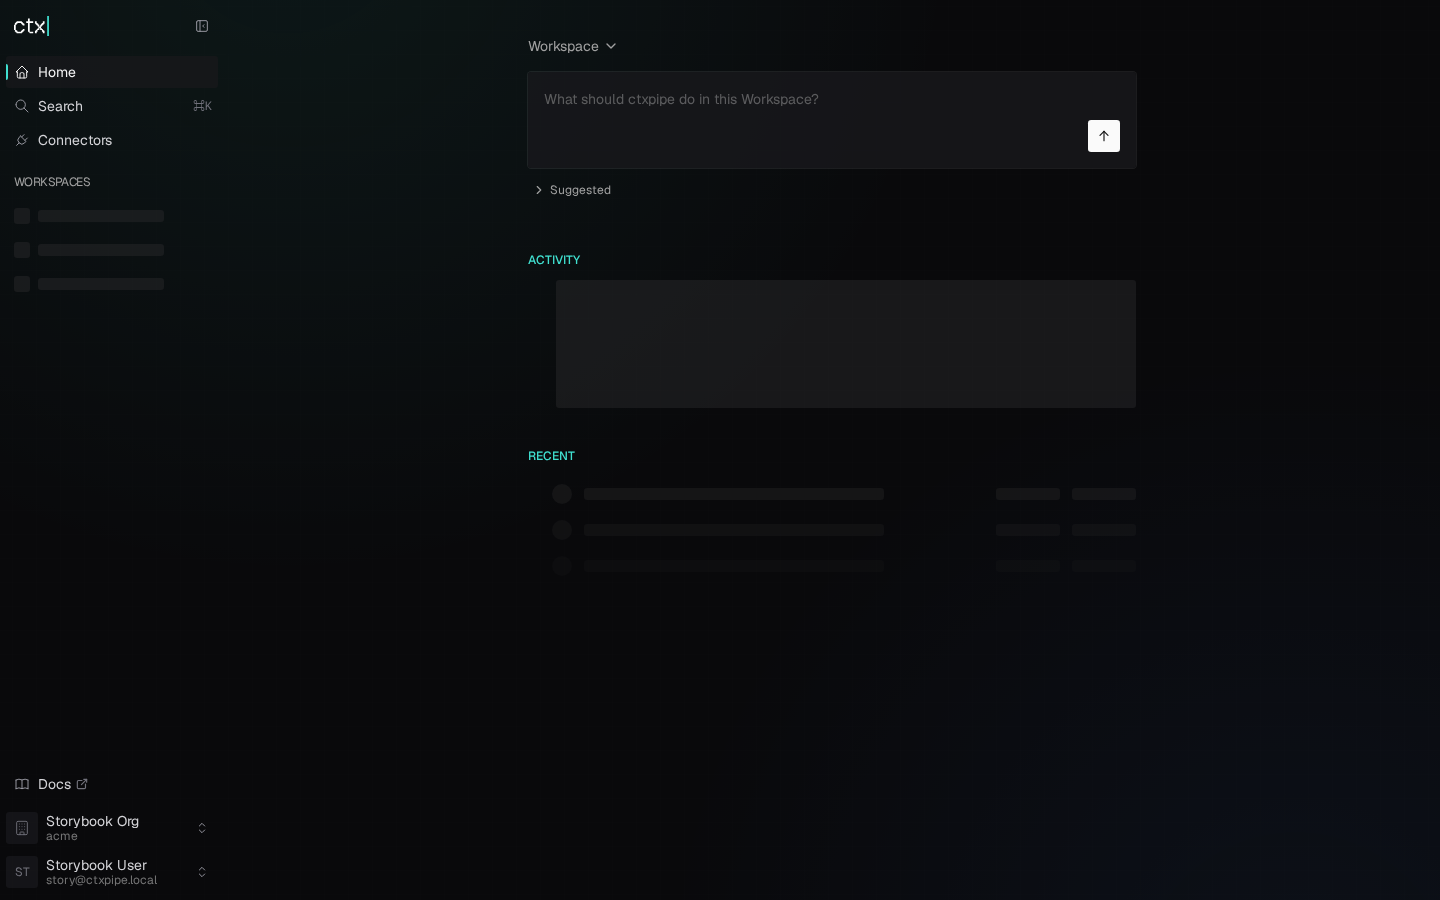 ctx
Home
Search ⌘K
Connectors
WORKSPACES
Docs
Storybook Org
acme
ST
Storybook User
story@ctxpipe.local
Workspace
What should ctxpipe do in this Workspace?
Suggested
ACTIVITY
RECENT